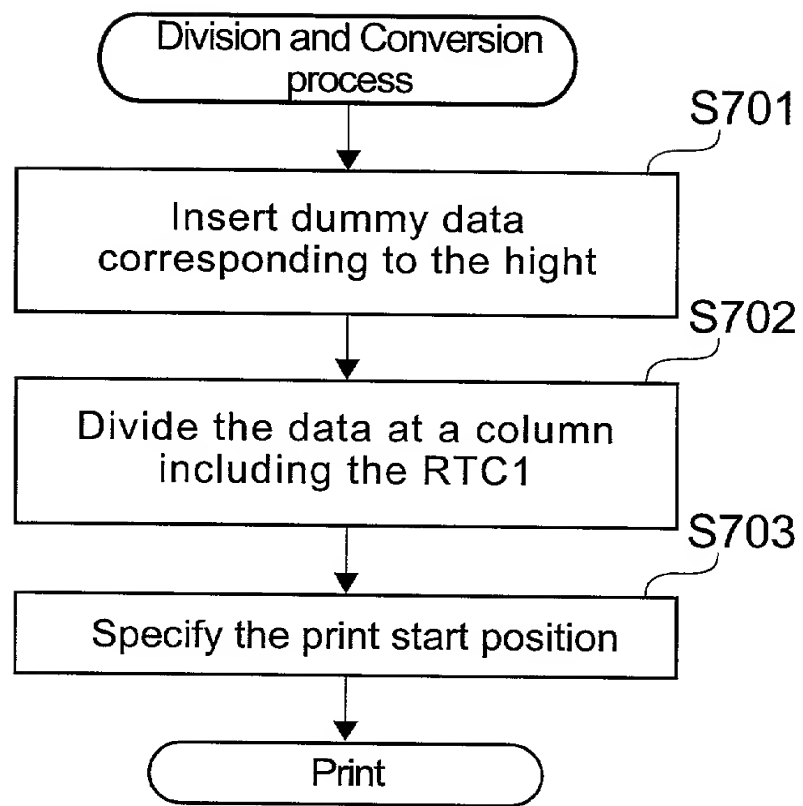 Division and Conversion
process
S701
Insert dummy data
corresponding to the hight
S702
Divide the data at a column
including the RTC1
S703
Specify the print start position
Print